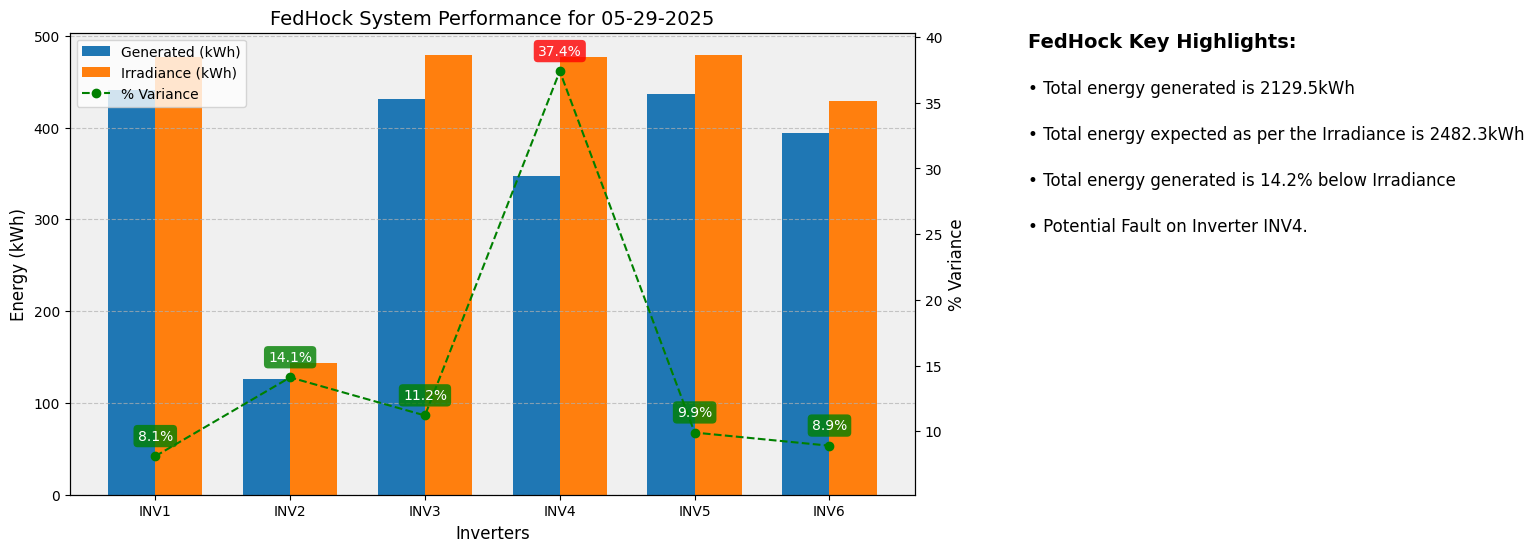 FedHock System Performance for 05-29-2025
Generated (kWh)
Irradiance (kWh)
% Variance
Energy (kWh)
500
400
300
200
100
0
8.1%
14.1%
11.2%
37.4%
9.9%
8.9%
40
35
30
25
20
15
10
% Variance
INV1
INV2
INV3
INV4
INV5
INV6
Inverters
FedHock Key Highlights:
• Total energy generated is 2129.5kWh
• Total energy expected as per the Irradiance is 2482.3kWh
• Total energy generated is 14.2% below Irradiance
• Potential Fault on Inverter INV4.